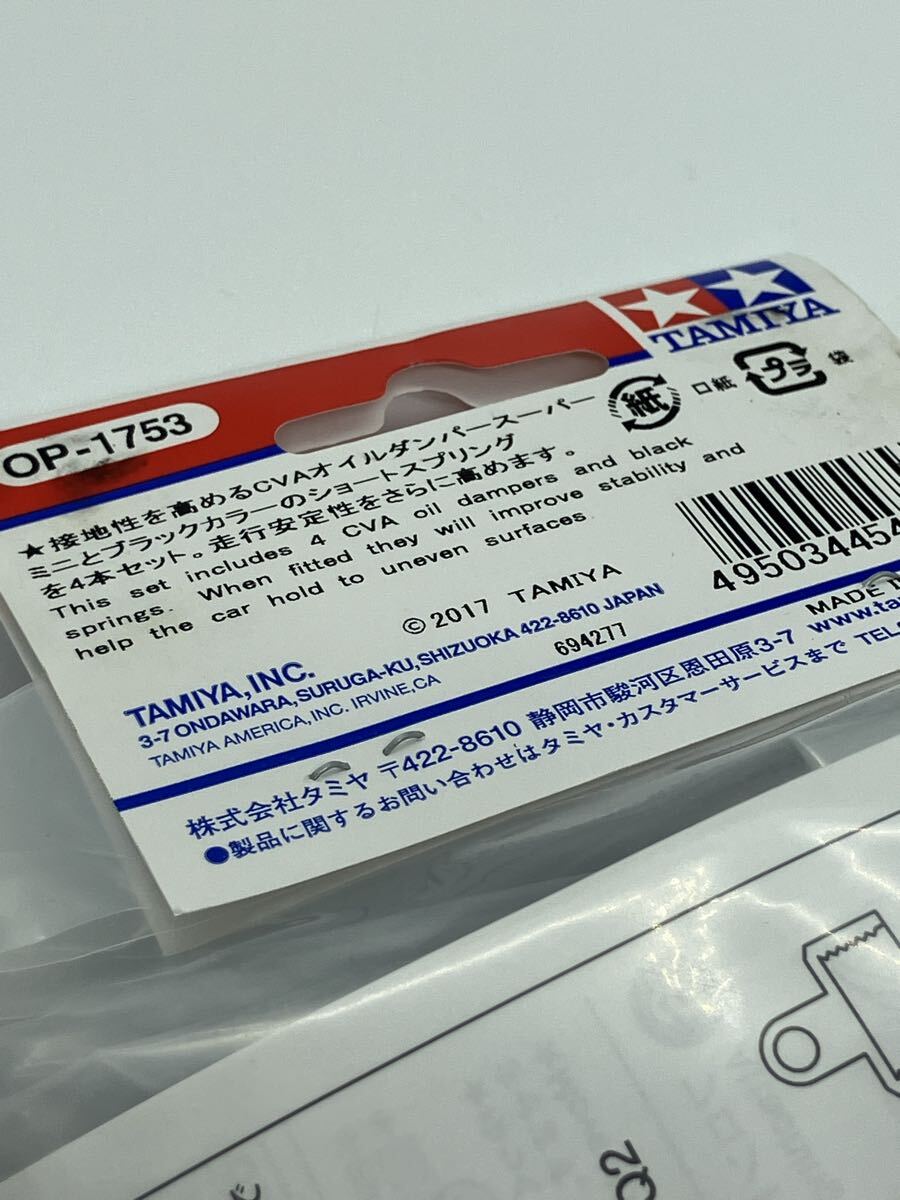 TAMIYA
OP-1753
紙
口紙
プラ
袋
★接地性を高めるCVAオイルダンパースーパー
ミニとブラックカラーのショートスプリング
を4本セット。走行安定性をさらに高めます。
This set includes 4 CVA oil dampers and black
springs. When fitted they will improve stability and
help the car hold to uneven surfaces.
495034454
© 2017 TAMIYA
694277
MADE
TAMIYA, INC.
3-7 ONDAWARA, SURUGA-KU, SHIZUOKA 422-8610 JAPAN
www.ta
TAMIYA AMERICA, INC. IRVINE, CA
株式会社タミヤ 〒422-8610 静岡市駿河区恩田原3-7
●製品に関するお問い合わせはタミヤ・カスタマーサービスまで TEL
Q2